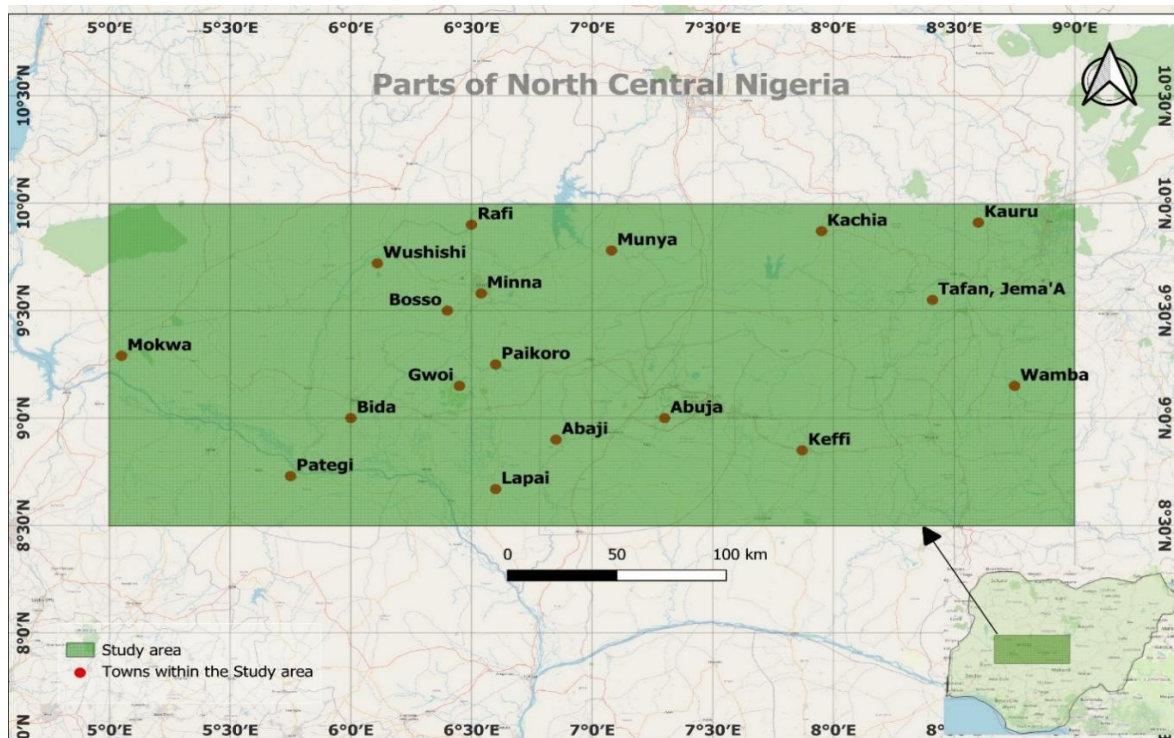 5°0'E 5°30'E 6°0'E 6°30'E 7°0'E 7°30'E 8°0'E 8°30'E 9°0'E
Parts of North Central Nigeria
10°30'N 10°30'N
10°0'N 10°0'N
Rafi
Kauru
Kachia
Munya
Wushishi
Minna
Tafan, Jema'A
Bosso
9°30'N 9°30'N
Mokwa
Paikoro
Gwoi
Wamba
Bida
Abuja
9°0'N 9°0'N
Abaji
Keffi
Pategi
Lapai
8°30'N 8°30'N
0 50 100 km
8°0'N 8°0'N
Study area
Towns within the Study area
5°0'E 5°30'E 6°0'E 6°30'E 7°0'E 7°30'E 8°0'E